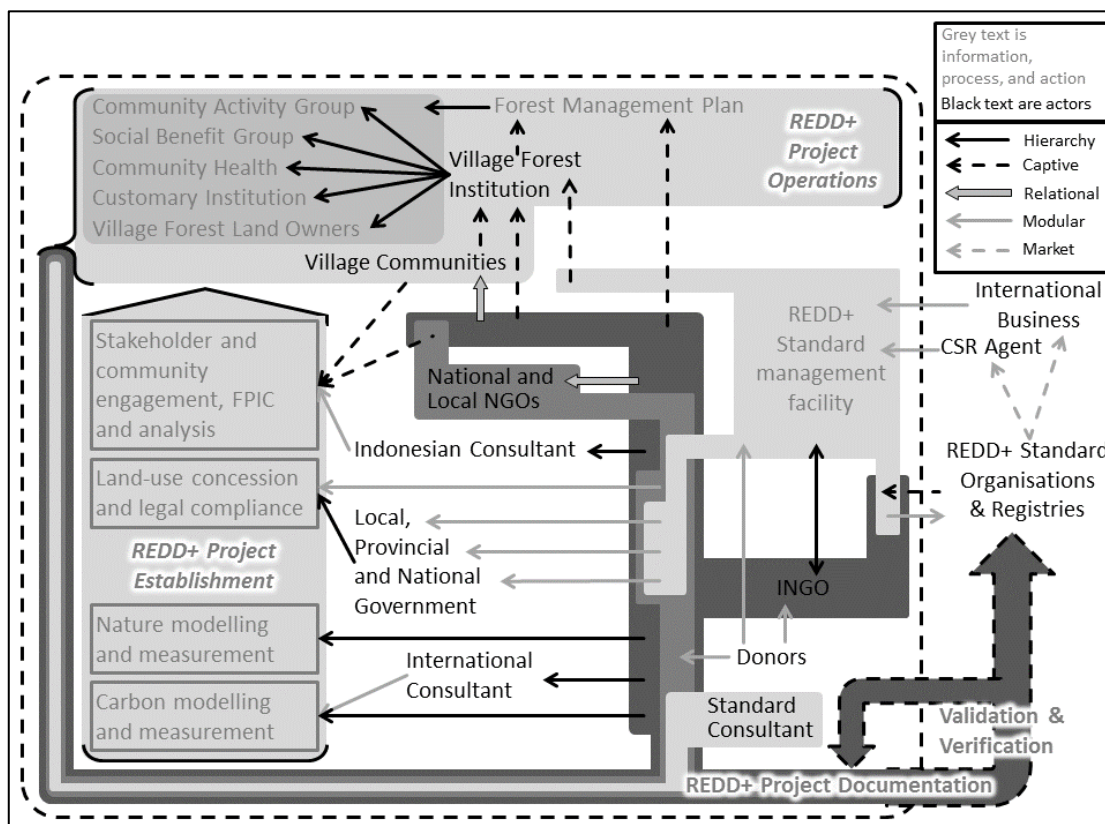 Grey text is
information,
process, and action
Black text are actors
Hierarchy
Captive
Relational
Modular
Market
Community Activity Group
Social Benefit Group
Community Health
Customary Institution
Village Forest Land Owners
Forest Management Plan
Village Forest
Institution
REDD+
Project
Operations
Village Communities
Stakeholder and
community
engagement, FPIC
and analysis
Land-use concession
and legal compliance
REDD+ Project
Establishment
Nature modelling
and measurement
Carbon modelling
and measurement
National and
Local NGOs
Indonesian Consultant
Local,
Provincial
and National
Government
International
Consultant
REDD+
Standard
management
facility
International
Business
CSR Agent
REDD+ Standard
Organisations
& Registries
INGO
Donors
Standard
Consultant
Validation &
Verification
REDD+ Project Documentation